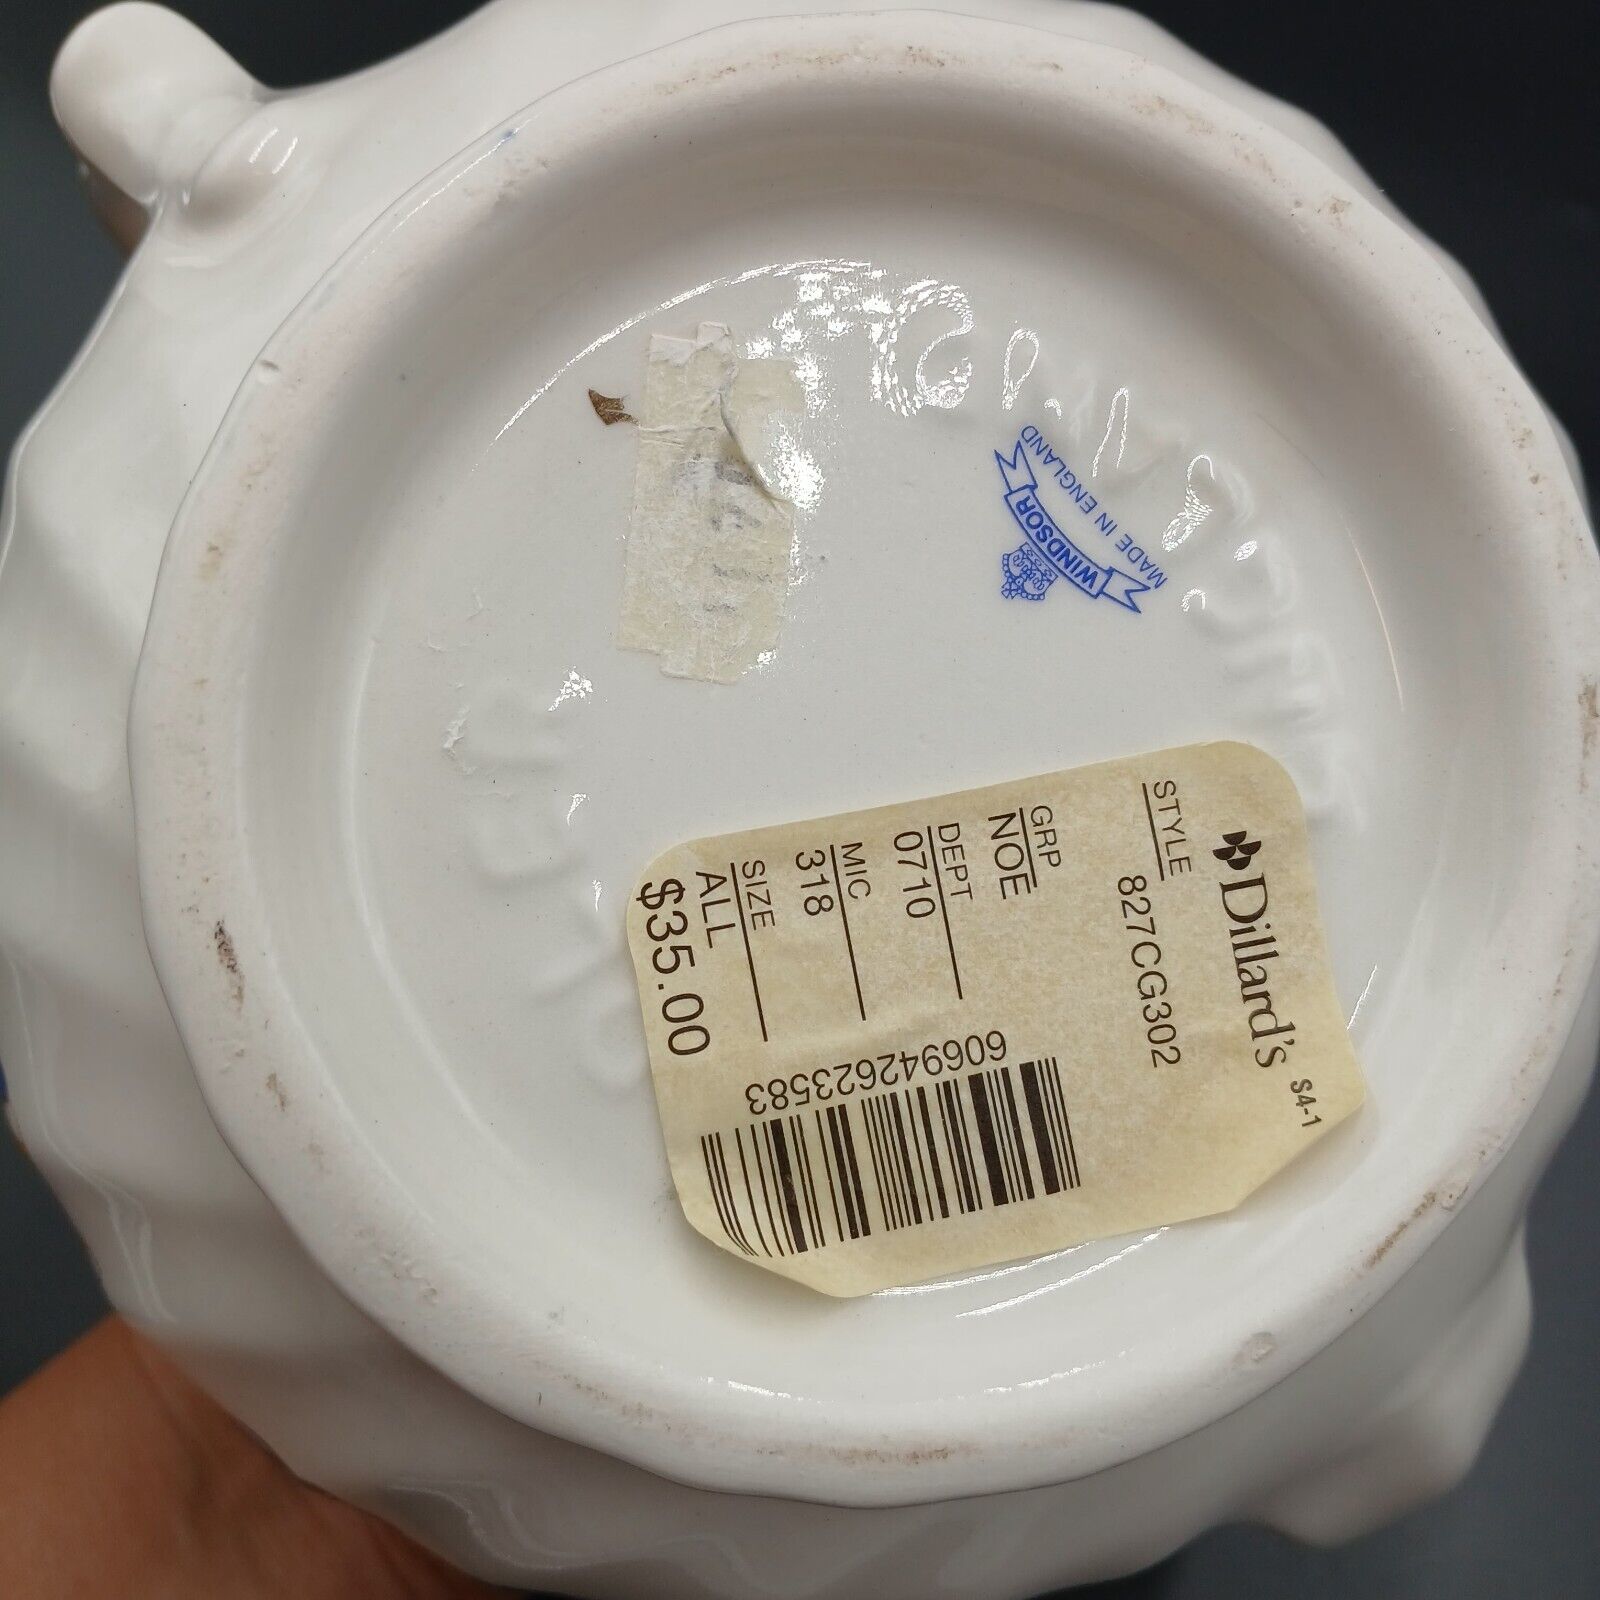 WINDSOR
MADE IN ENGLAND
Dillard's S4-1
STYLE 827CG302
GRP
NOE
DEPT
0710
MIC
318
SIZE
ALL
$35.00
606942623583